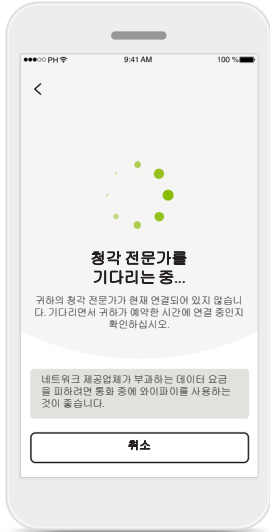 ●●●○○ PH 9:41 AM 100 %
청각 전문가를
기다리는 중...
귀하의 청각 전문가가 현재 연결되어 있지 않습니
다. 기다리면서 귀하가 예약한 시간에 연결 중인지
확인하십시오.
네트워크 제공업체가 부과하는 데이터 요금
을 피하려면 통화 중에 와이파이를 사용하는
것이 좋습니다.
취소